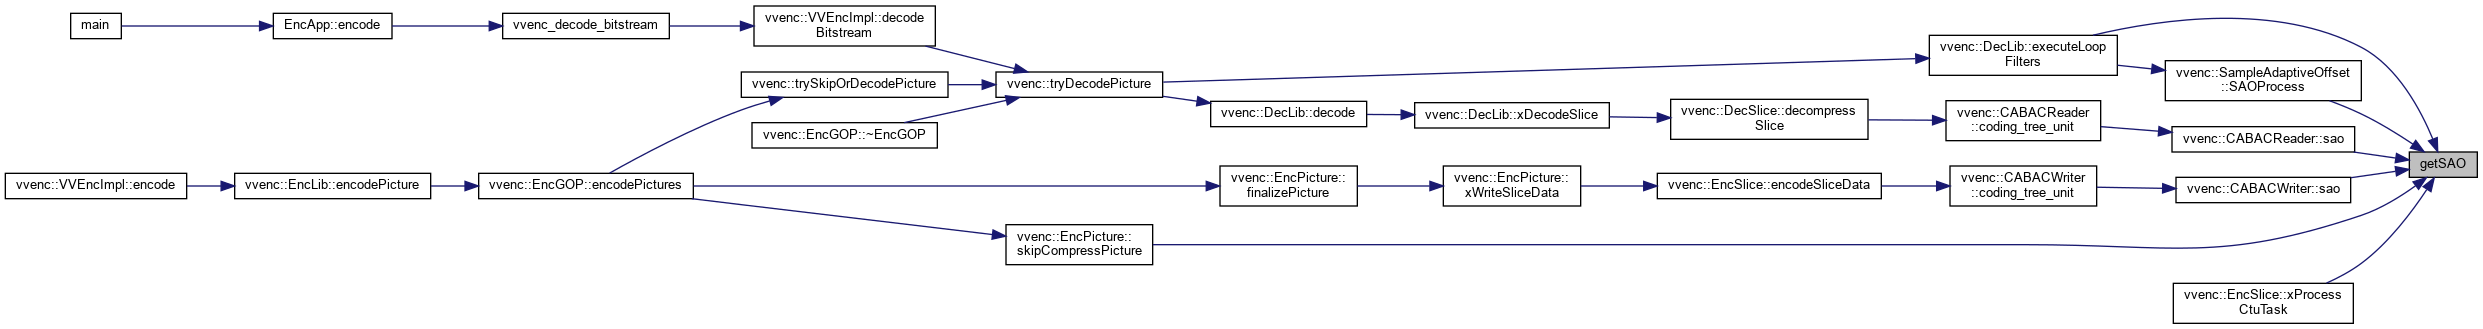 main
EncApp::encode
vvenc_decode_bitstream
vvenc::VVEncImpl::decode
Bitstream
vvenc::tryDecodePicture
vvenc::trySkipOrDecodePicture
vvenc::EncGOP::~EncGOP
vvenc::DecLib::executeLoop
Filters
vvenc::SampleAdaptiveOffset
::SAOProcess
vvenc::DecLib::decode
vvenc::DecLib::xDecodeSlice
vvenc::DecSlice::decompress
Slice
vvenc::CABACReader
::coding_tree_unit
vvenc::CABACReader::sao
getSAO
vvenc::VVEncImpl::encode
vvenc::EncLib::encodePicture
vvenc::EncGOP::encodePictures
vvenc::EncPicture::
finalizePicture
vvenc::EncPicture::
xWriteSliceData
vvenc::EncSlice::encodeSliceData
vvenc::CABACWriter
::coding_tree_unit
vvenc::CABACWriter::sao
vvenc::EncPicture::
skipCompressPicture
vvenc::EncSlice::xProcess
CtuTask